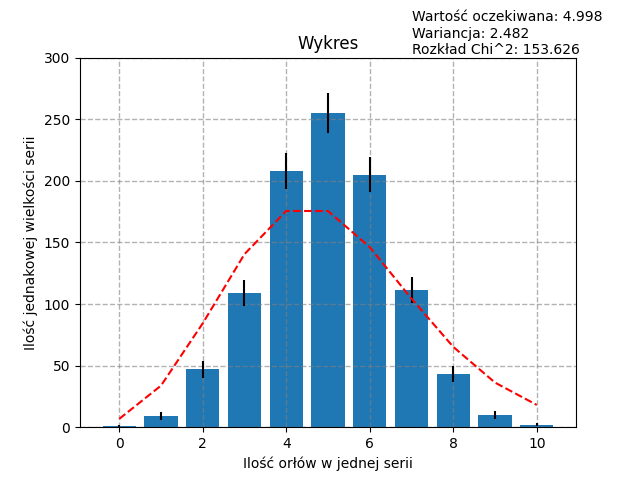 Wartość oczekiwana: 4.998
Wariancja: 2.482
Rozkład Chi^2: 153.626
Wykres
300
250
200
150
100
50
0
Ilość jednakowej wielkości serii
0 2 4 6 8 10
Ilość orłów w jednej serii